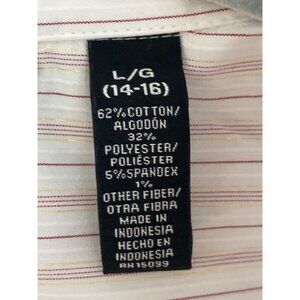 L/G
(14-16)
62% COTTON/
ALGODÓN
32%
POLYESTER/
POLIÉSTER
5% SPANDEX
1%
OTHER FIBER/
OTRA FIBRA
MADE IN
INDONESIA
HECHO EN
INDONESIA
RN15099